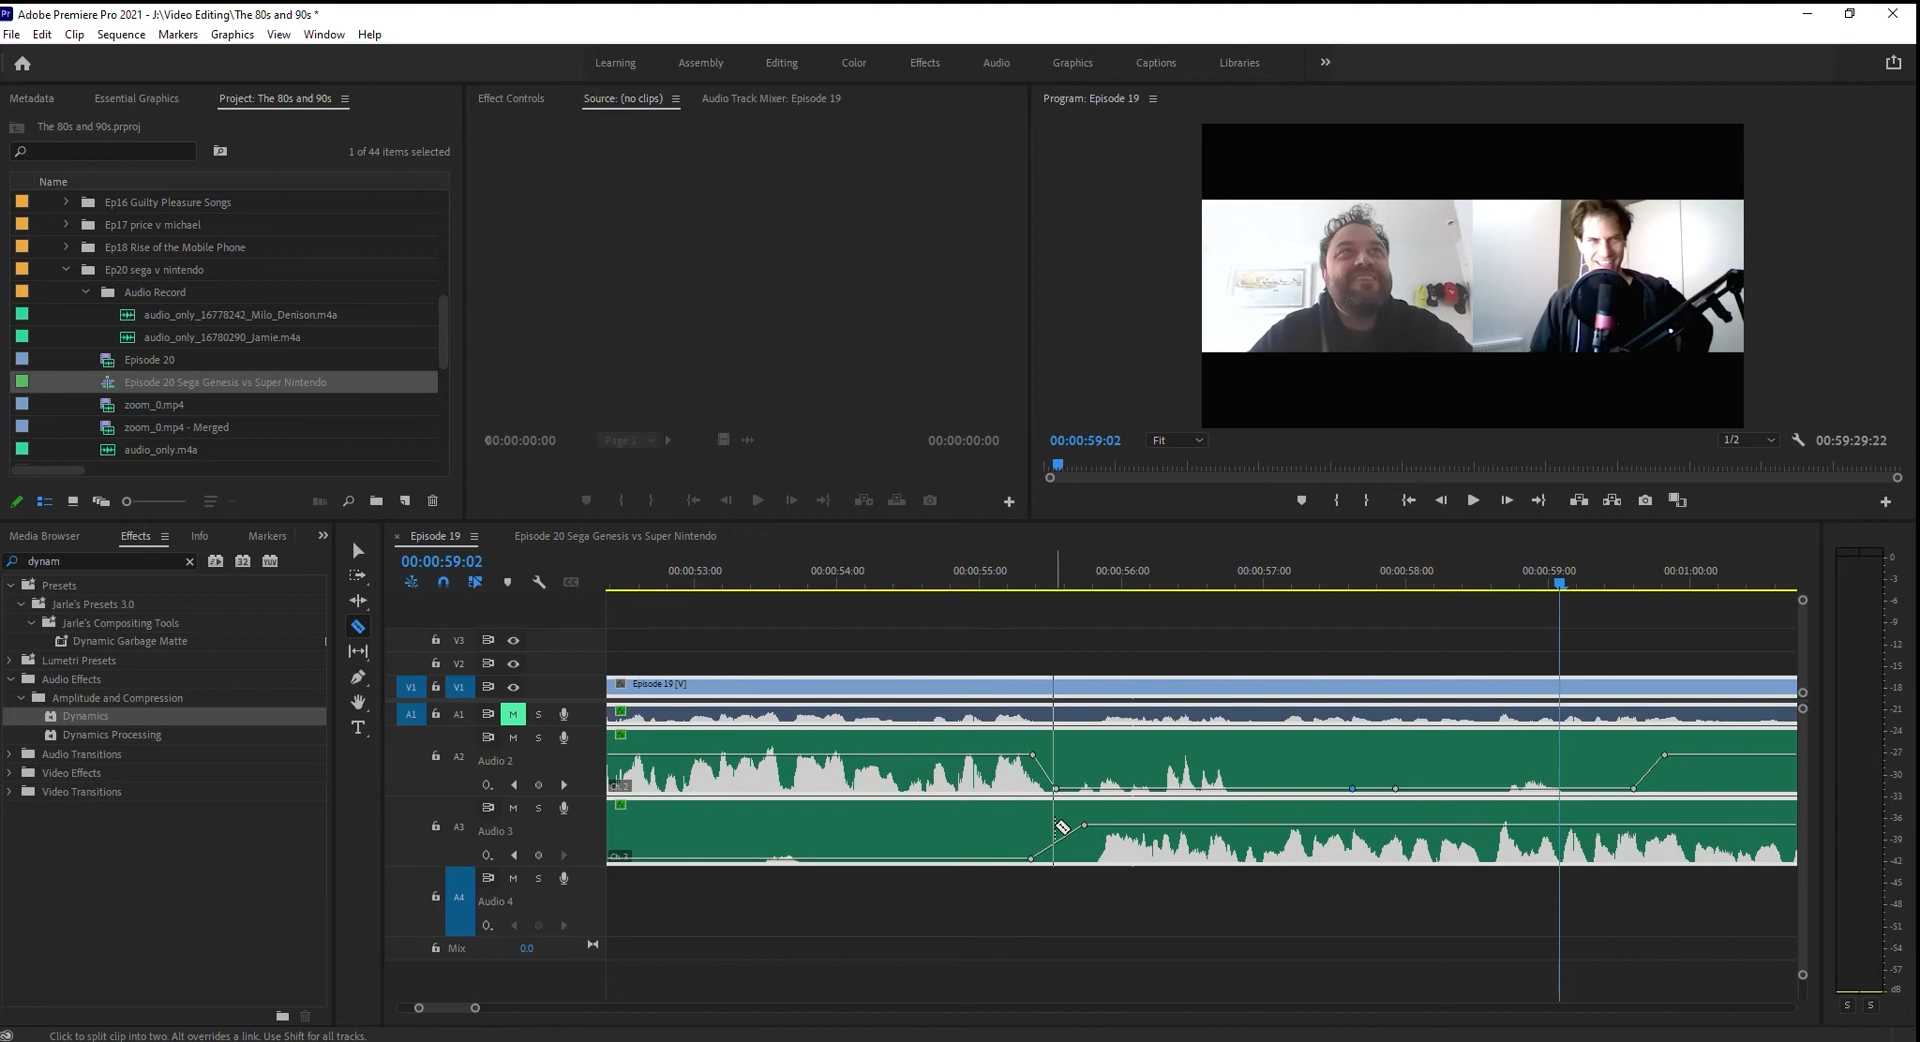 Pr Adobe Premiere Pro 2021 - J:\Video Editing\The 80s and 90s *
File Edit Clip Sequence Markers Graphics View Window Help
Learning Assembly Editing Color Effects Audio Graphics Captions Libraries
Metadata Essential Graphics Project: The 80s and 90s
Effect Controls Source: (no clips) Audio Track Mixer: Episode 19
Program: Episode 19
The 80s and 90s.prproj
1 of 44 items selected
Name
Ep16 Guilty Pleasure Songs
Ep17 price v michael
Ep18 Rise of the Mobile Phone
Ep20 sega v nintendo
Audio Record
audio_only_16778242_Milo_Denison.m4a
audio_only_16780290_Jamie.m4a
Episode 20
Episode 20 Sega Genesis vs Super Nintendo
zoom_0.mp4
zoom_0.mp4 - Merged
audio_only.m4a
00:00:00:00 Page 1 00:00:00:00
00:00:59:02 Fit 1/2 00:59:29:22
Media Browser Effects Info Markers
dynam
32 YUV
Presets
Jarle's Presets 3.0
Jarle's Compositing Tools
Dynamic Garbage Matte
Lumetri Presets
Audio Effects
Amplitude and Compression
Dynamics
Dynamics Processing
Audio Transitions
Video Effects
Video Transitions
× Episode 19 Episode 20 Sega Genesis vs Super Nintendo
00:00:59:02
00:00:53:00 00:00:54:00 00:00:55:00 00:00:56:00 00:00:57:00 00:00:58:00 00:00:59:00 00:01:00:00
V3
V2
V1 V1 fx Episode 19 [V]
A1 A1 M S fx
M S fx
A2 Audio 2
Ch. 2
M S fx
A3 Audio 3
Ch. 3
M S
A4 Audio 4
Mix 0.0
0
-3
-6
-9
-12
-15
-18
-21
-24
-27
-30
-33
-36
-39
-42
-45
-48
-51
-54
-57
dB
S S
Click to split clip into two. Alt overrides a link. Use Shift for all tracks.